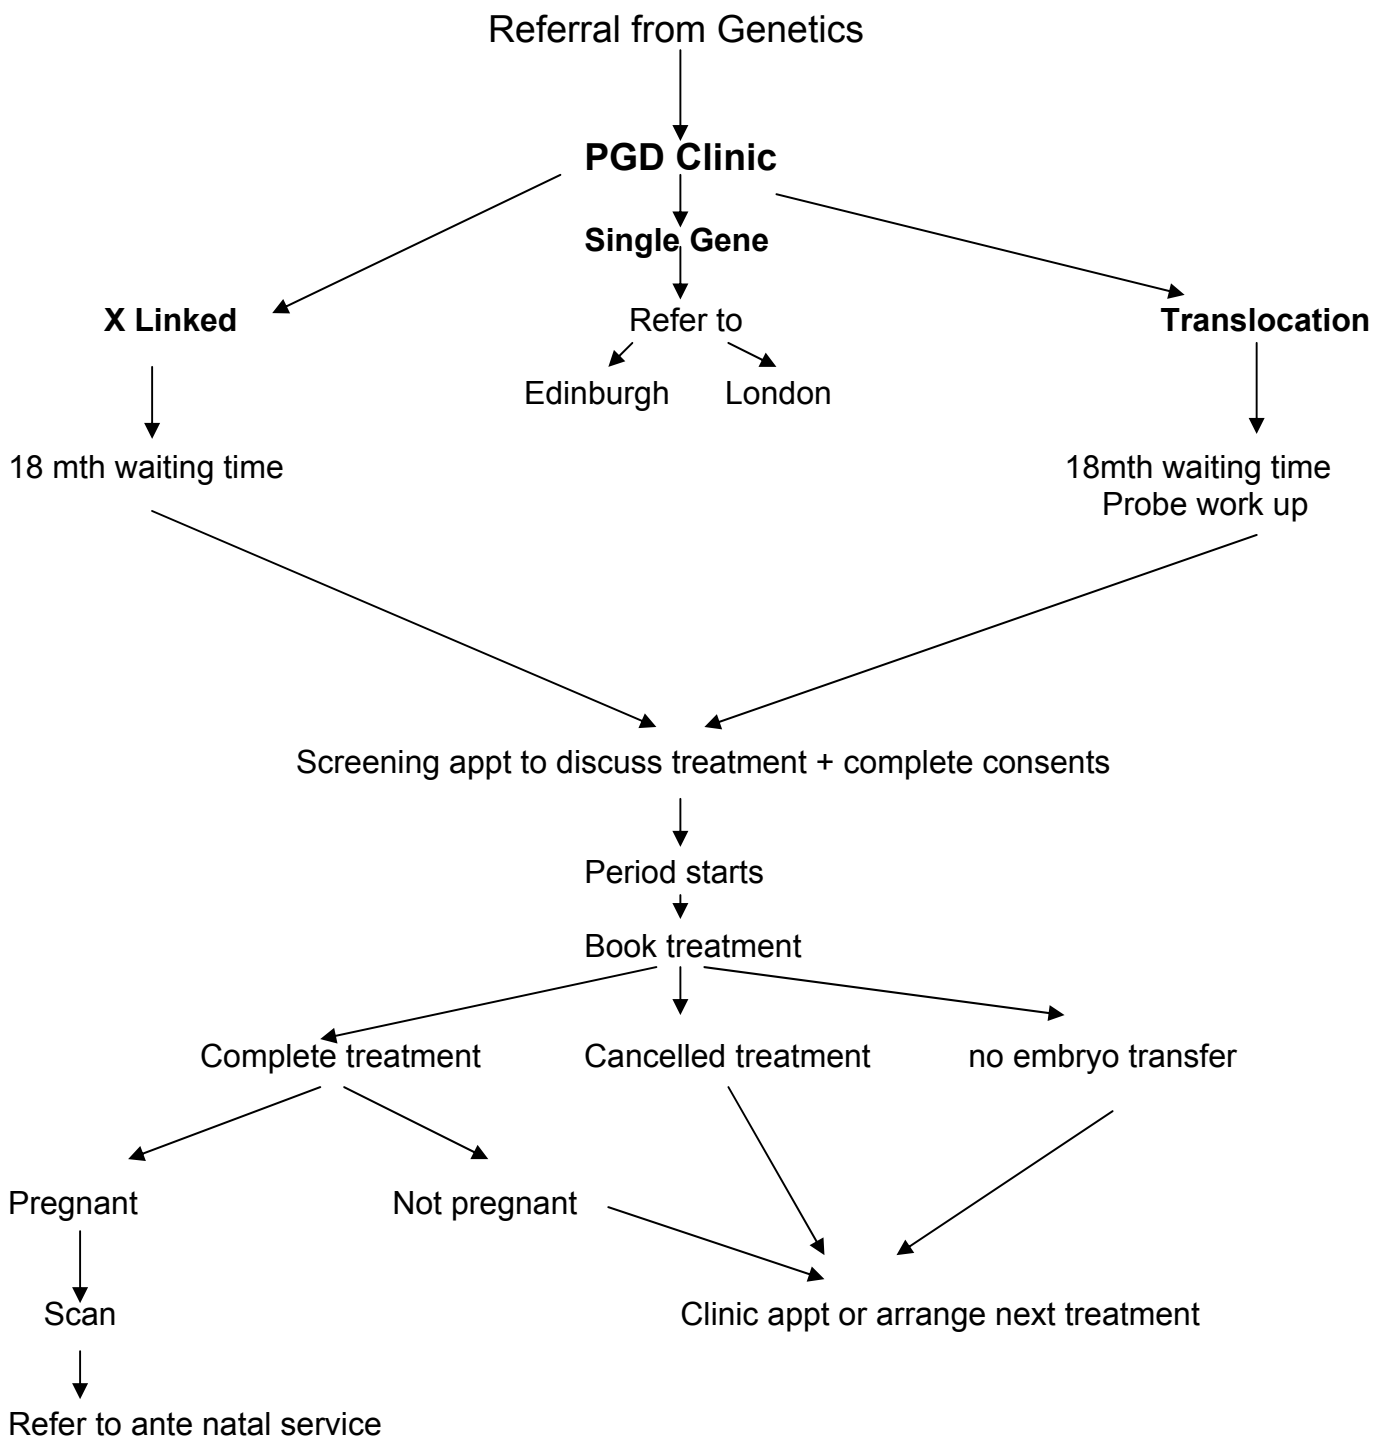 Referral from Genetics
PGD Clinic
Single Gene
X Linked
Refer to
Translocation
Edinburgh
London
18 mth waiting time
18mth waiting time
Probe work up
Screening appt to discuss treatment + complete consents
Period starts
Book treatment
Complete treatment
Cancelled treatment
no embryo transfer
Pregnant
Not pregnant
Scan
Clinic appt or arrange next treatment
Refer to ante natal service